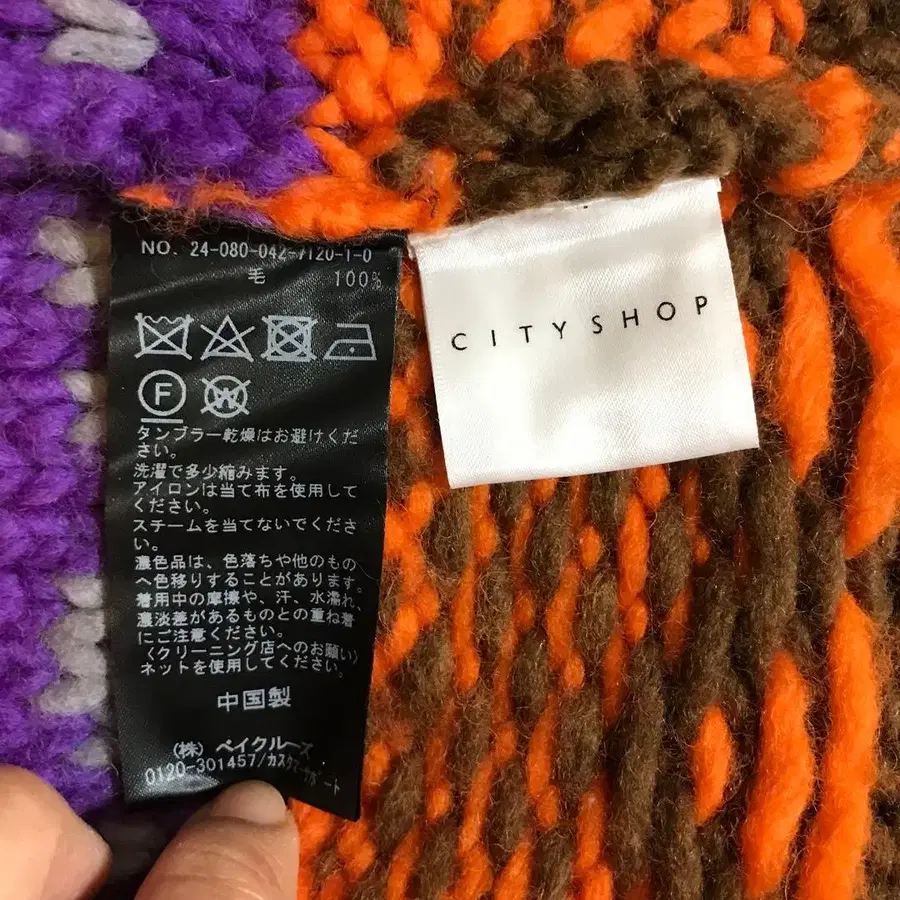 NO. 24-080-042-7120-1-0
毛 100%
F
W
タンブラー乾燥はお避けくだ
さい。
洗濯で多少縮みます。
アイロンは当て布を使用して
ください。
スチームを当てないでくださ
い。
濃色品は、色落ちや他のもの
へ色移りすることがあります。
着用中の摩擦や、汗、水濡れ、
濃淡差があるものとの重ね着
にご注意ください。
〈クリーニング店へのお願い〉
ネットを使用してください。
中国製
(株) ベイクルーズ
0120-301457/カスタマーサポート
CITYSHOP